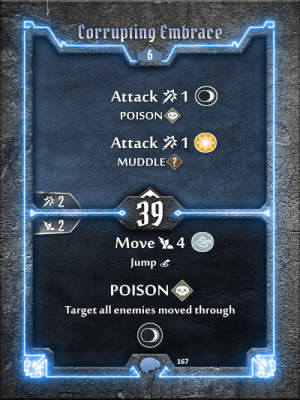 Corrupting Embrace
6
Attack 1
POISON
Attack 1
MUDDLE ?
2
39
2
Move 4
Jump
POISON
Target all enemies moved through
167